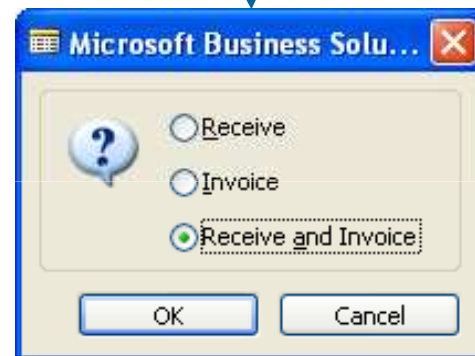 Microsoft Business Solu...
Receive
Invoice
Receive and Invoice
OK Cancel